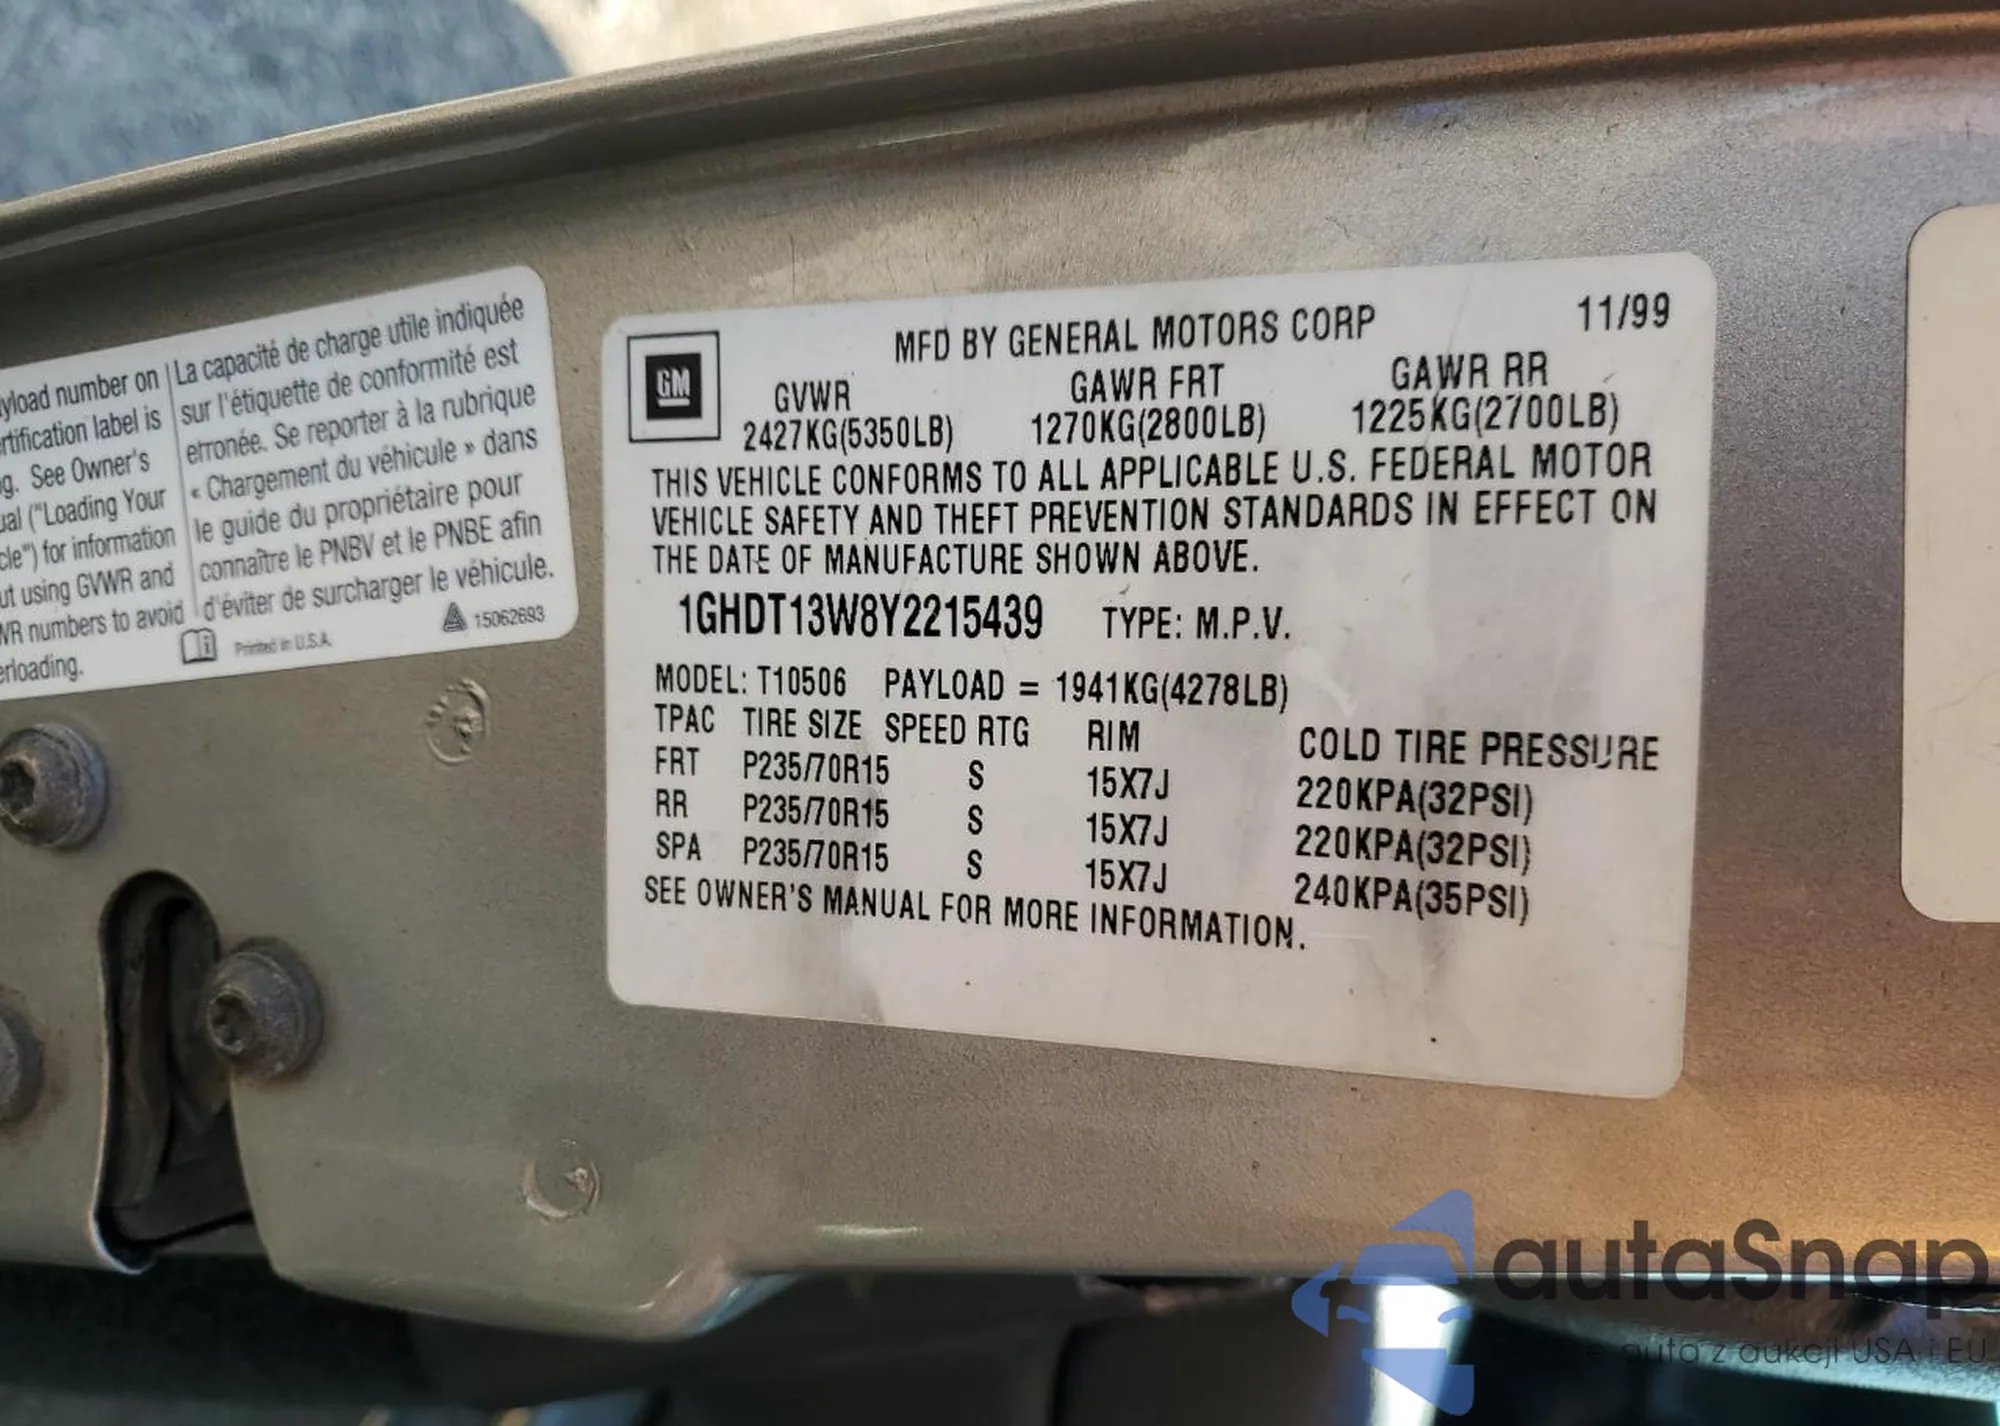 yload number on
rtification label is
g. See Owner's
ual ("Loading Your
cle") for information
ut using GVWR and
WR numbers to avoid
erloading.
La capacité de charge utile indiquée
sur l'étiquette de conformité est
erronée. Se reporter à la rubrique
« Chargement du véhicule » dans
le guide du propriétaire pour
connaître le PNBV et le PNBE afin
d'éviter de surcharger le véhicule.
Printed in U.S.A.
15062693
GM
MFD BY GENERAL MOTORS CORP 11/99
GVWR GAWR FRT GAWR RR
2427KG(5350LB) 1270KG(2800LB) 1225KG(2700LB)
THIS VEHICLE CONFORMS TO ALL APPLICABLE U.S. FEDERAL MOTOR
VEHICLE SAFETY AND THEFT PREVENTION STANDARDS IN EFFECT ON
THE DATE OF MANUFACTURE SHOWN ABOVE.
1GHDT13W8Y2215439 TYPE: M.P.V.
MODEL: T10506 PAYLOAD = 1941KG(4278LB)
TPAC TIRE SIZE SPEED RTG RIM COLD TIRE PRESSURE
FRT P235/70R15 S 15X7J 220KPA(32PSI)
RR P235/70R15 S 15X7J 220KPA(32PSI)
SPA P235/70R15 S 15X7J 240KPA(35PSI)
SEE OWNER'S MANUAL FOR MORE INFORMATION.
autaSnap
auta z aukcji USA i EU